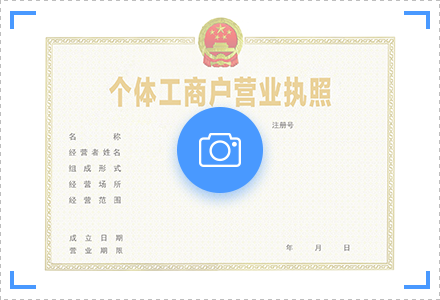 个体工商户营业执照
注册号
名称
经营者姓名
组成形式
经营场所
经营范围
成立日期
营业期限
年 月 日